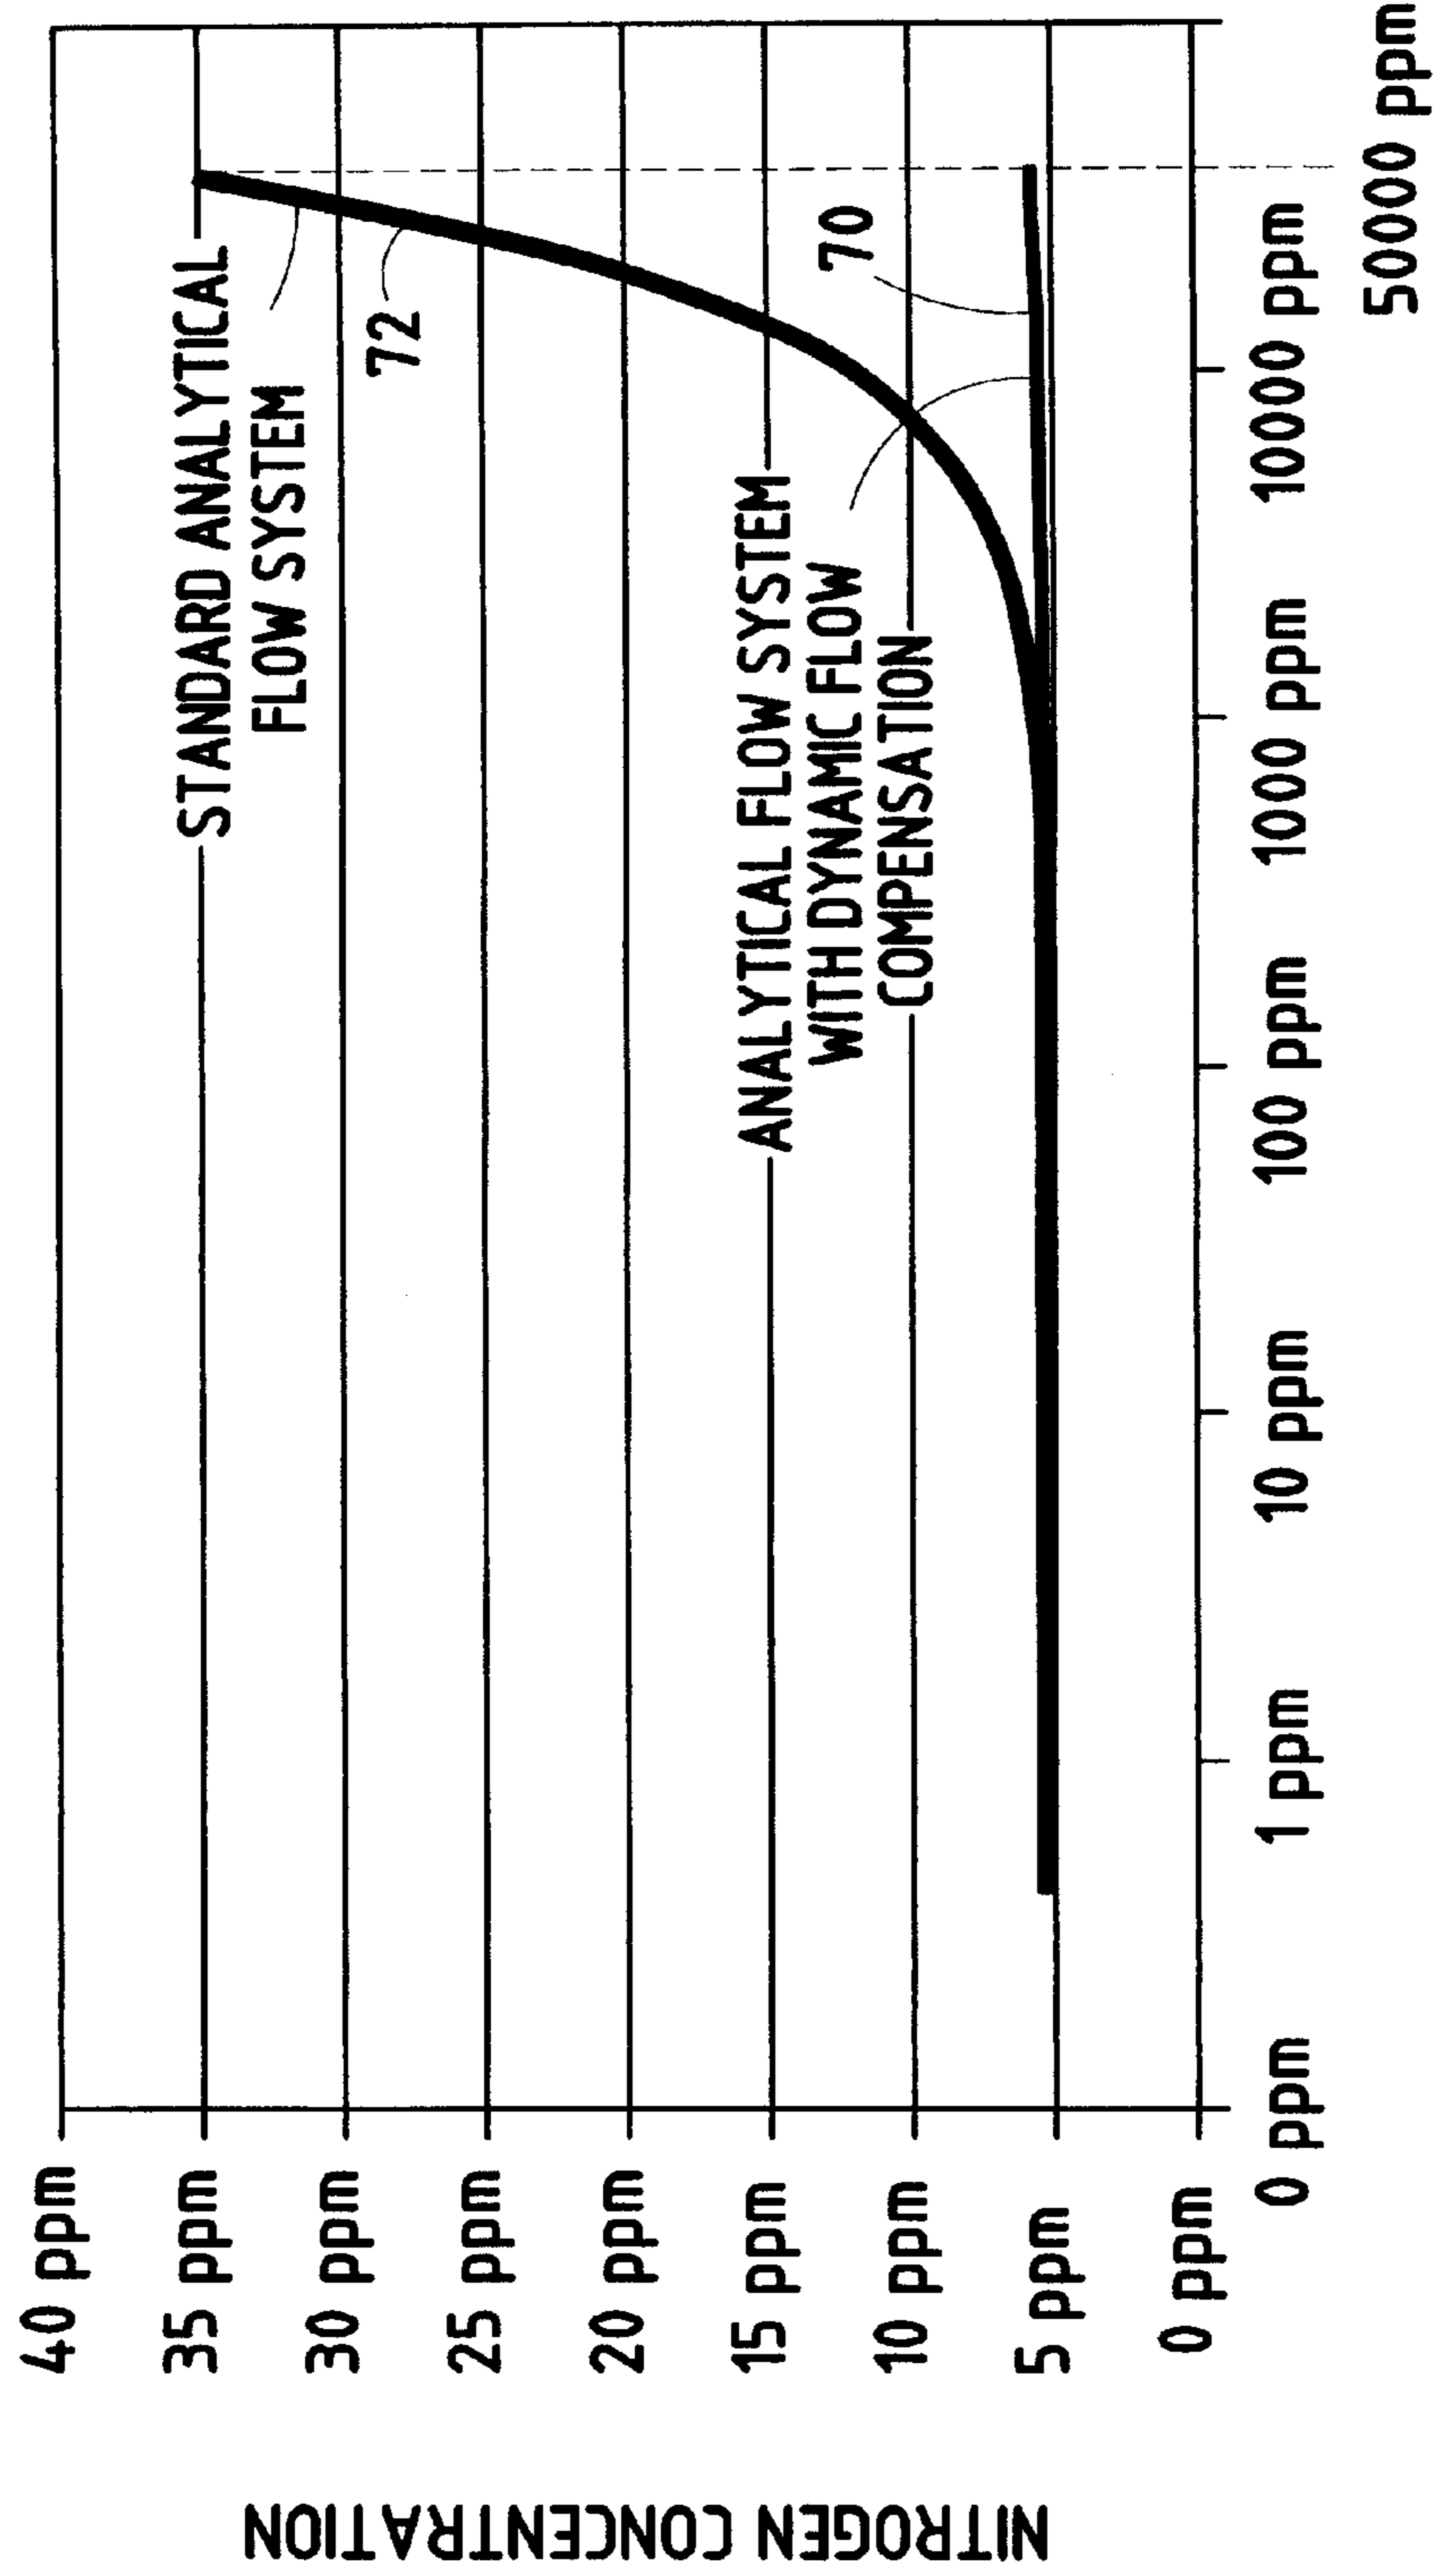 NITROGEN CONCENTRATION
40 ppm
35 ppm
30 ppm
25 ppm
20 ppm
15 ppm
10 ppm
5 ppm
0 ppm
STANDARD ANALYTICAL
FLOW SYSTEM
72
ANALYTICAL FLOW SYSTEM
WITH DYNAMIC FLOW
COMPENSATION
70
0 ppm
1 ppm
10 ppm
100 ppm
1000 ppm
10000 ppm
50000 ppm